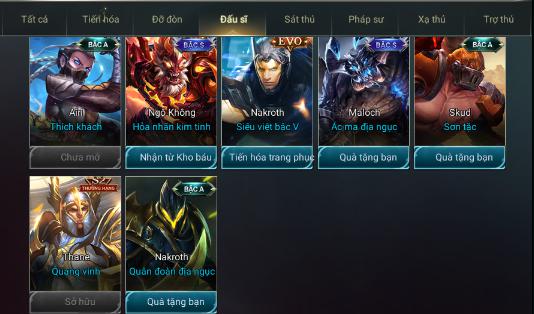 Tất cả Tiến hóa Đỡ đòn Đấu sĩ Sát thủ Pháp sư Xạ thủ Trợ thủ
BẬC A BẬC S EVO BẬC S BẬC A
Airi Ngộ Không Nakroth Maloch Skud
Thích khách Hỏa nhãn kim tinh Siêu việt bậc V Ác ma địa ngục Sơn tặc
Chưa mở Nhận từ Kho báu Tiến hóa trang phục Quà tặng bạn Quà tặng bạn
S2 BẬC A
THƯỞNG HẠNG
Thane Nakroth
Quang vinh Quân đoàn địa ngục
Sở hữu Quà tặng bạn